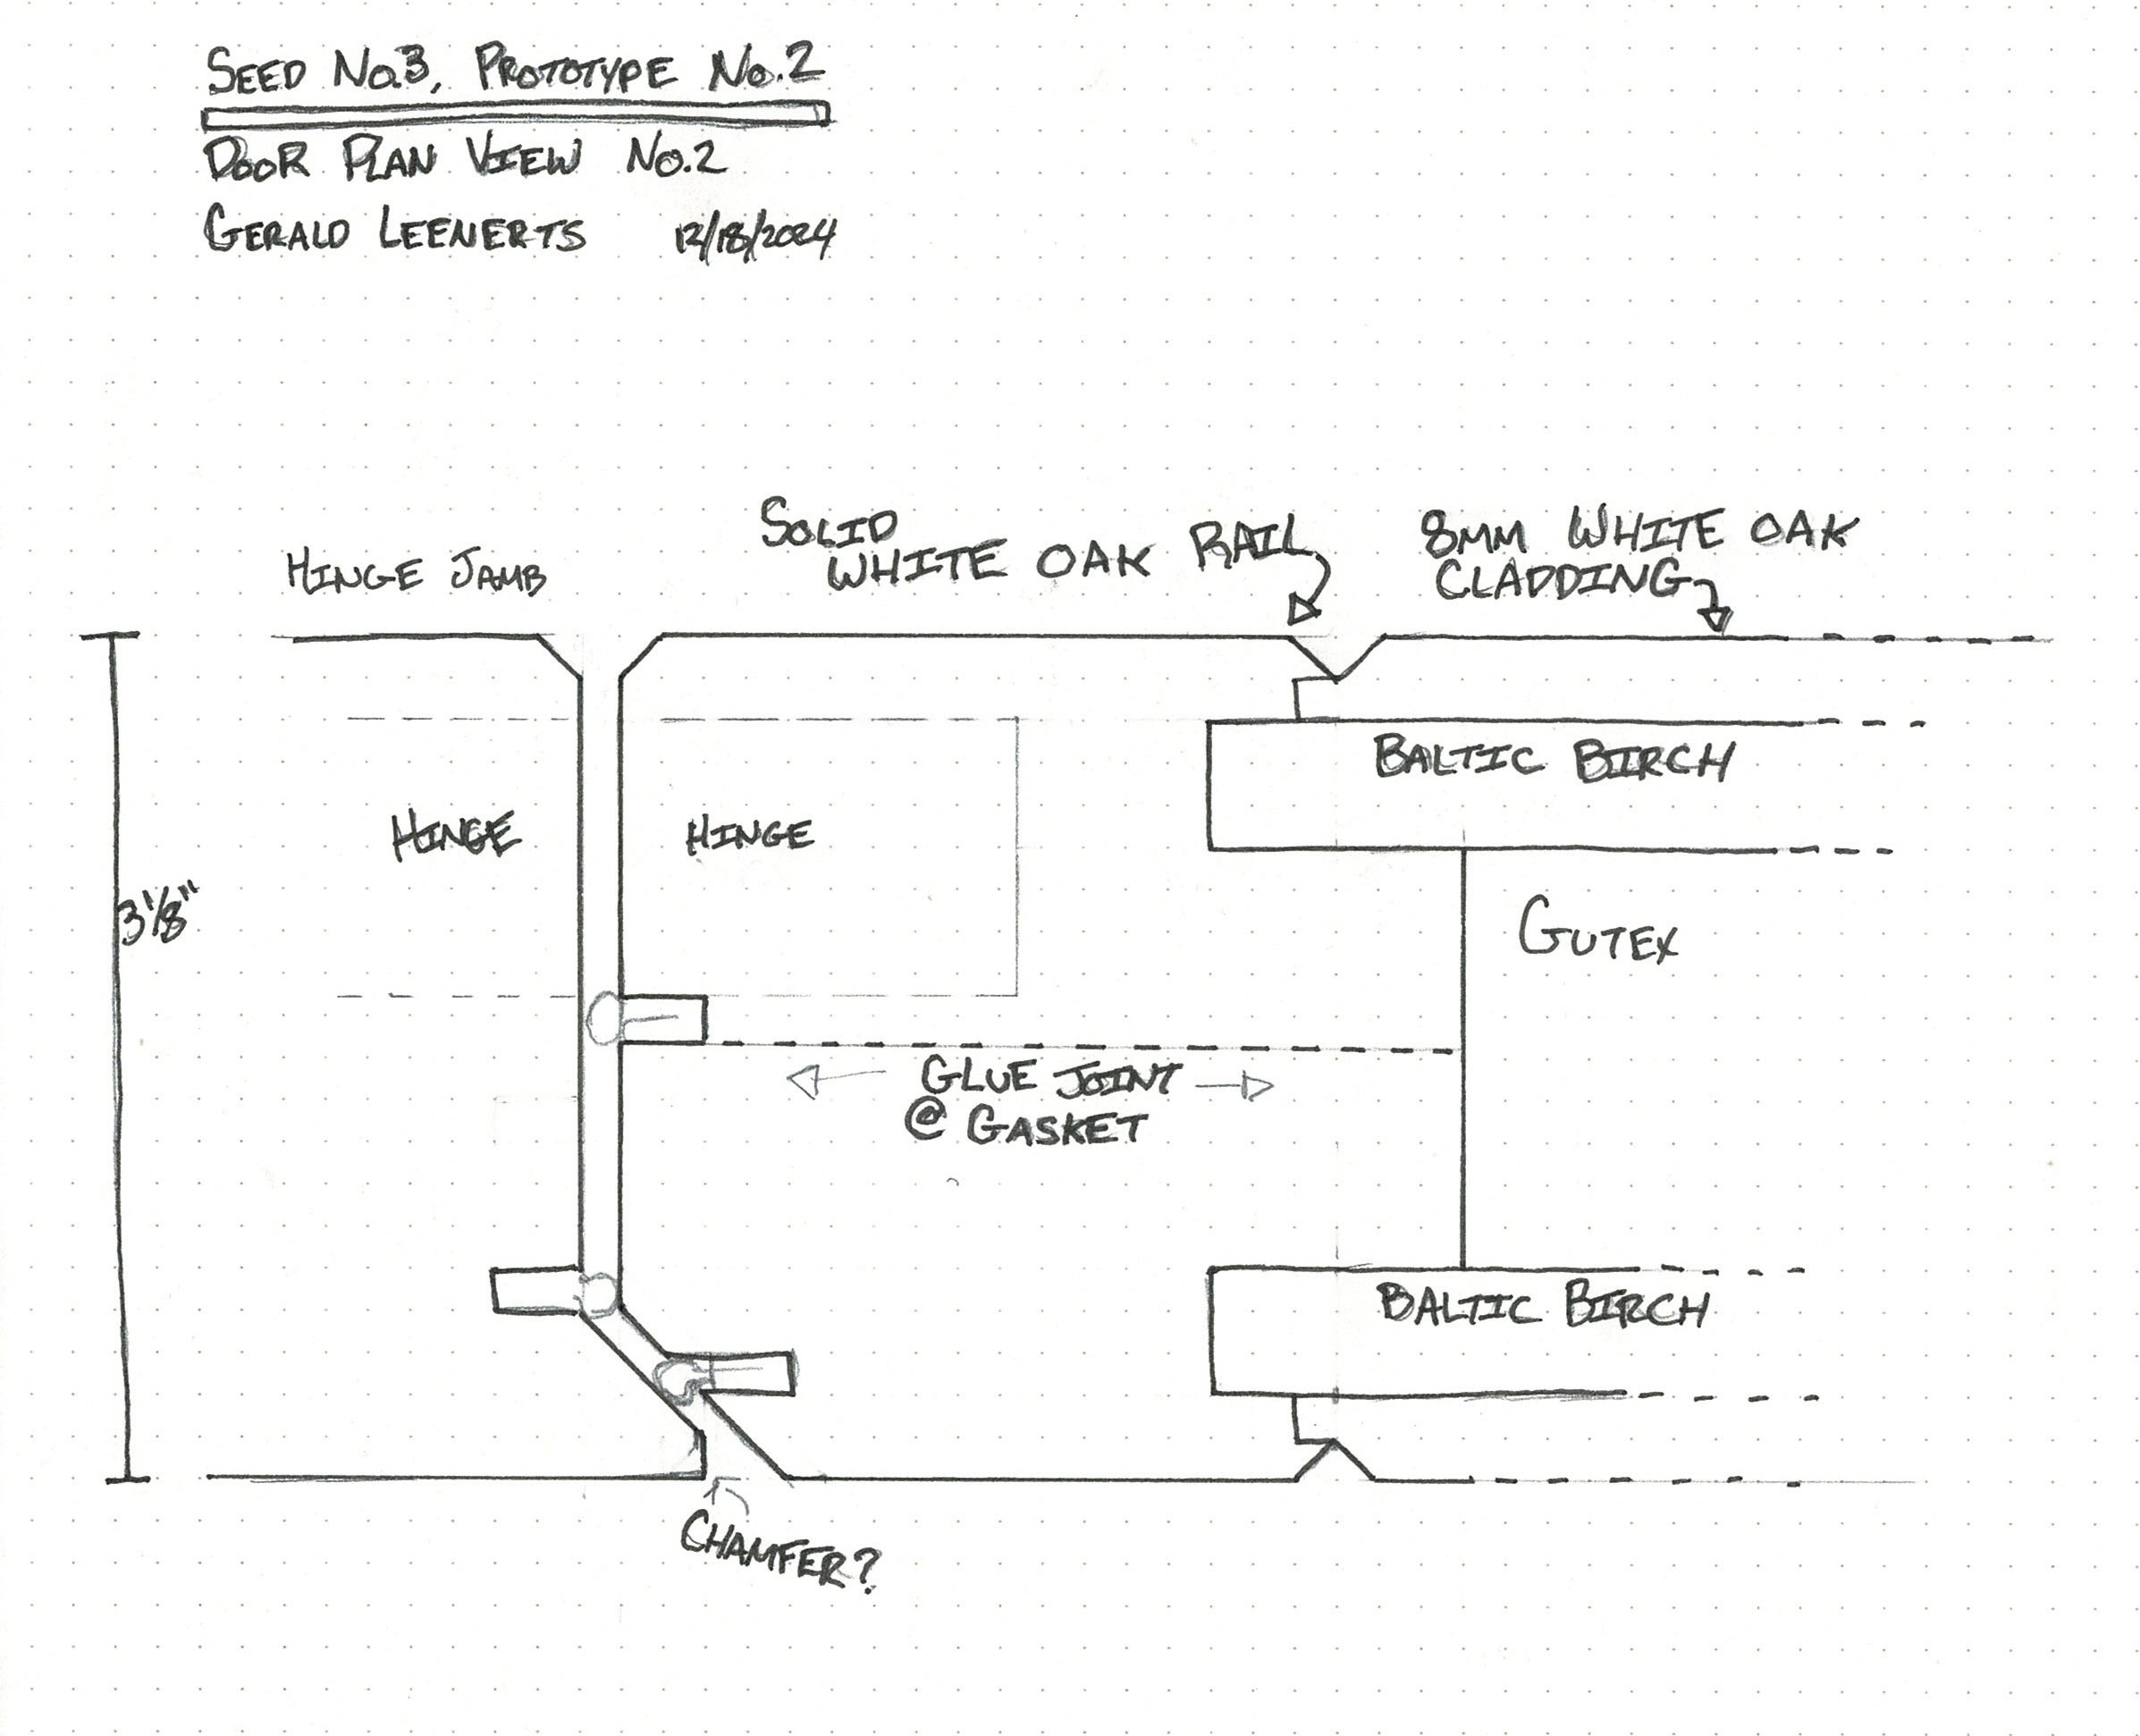 SEED No.3, PROTOTYPE No.2
DOOR PLAN VIEW No.2
GERALD LEENERTS 12/18/2024
SOLID
WHITE OAK RAIL
8MM WHITE OAK
CLADDING
HINGE JAMB
BALTIC BIRCH
HINGE
HINGE
3 1/8"
GUTEX
GLUE JOINT
@ GASKET
BALTIC BIRCH
CHAMFER?